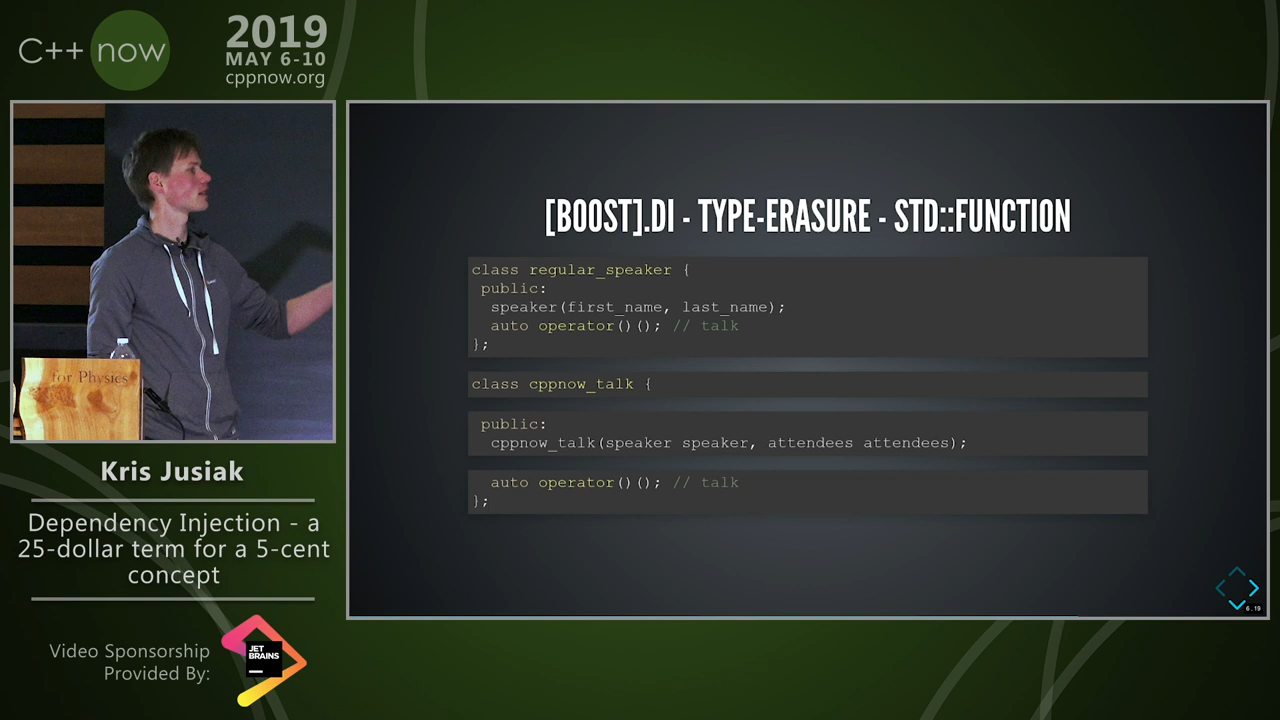 C++ now
2019
MAY 6-10
cppnow.org
for Physics
Kris Jusiak
Dependency Injection - a
25-dollar term for a 5-cent
concept
Video Sponsorship
Provided By:
JET
BRAINS
[BOOST].DI - TYPE-ERASURE - STD::FUNCTION
class regular_speaker {
public:
speaker(first_name, last_name);
auto operator()(); // talk
};
class cppnow_talk {
public:
cppnow_talk(speaker speaker, attendees attendees);
auto operator()(); // talk
};
6.19